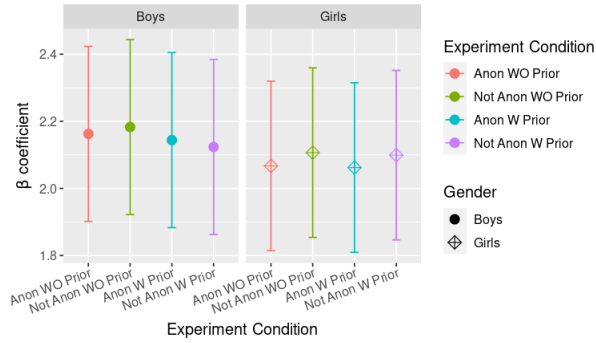 Boys
Girls
2.4
2.2
2.0
1.8
β coefficient
Anon WO Prior
Not Anon WO Prior
Anon W Prior
Not Anon W Prior
Anon WO Prior
Not Anon WO Prior
Anon W Prior
Not Anon W Prior
Experiment Condition
Experiment Condition
Anon WO Prior
Not Anon WO Prior
Anon W Prior
Not Anon W Prior
Gender
Boys
Girls